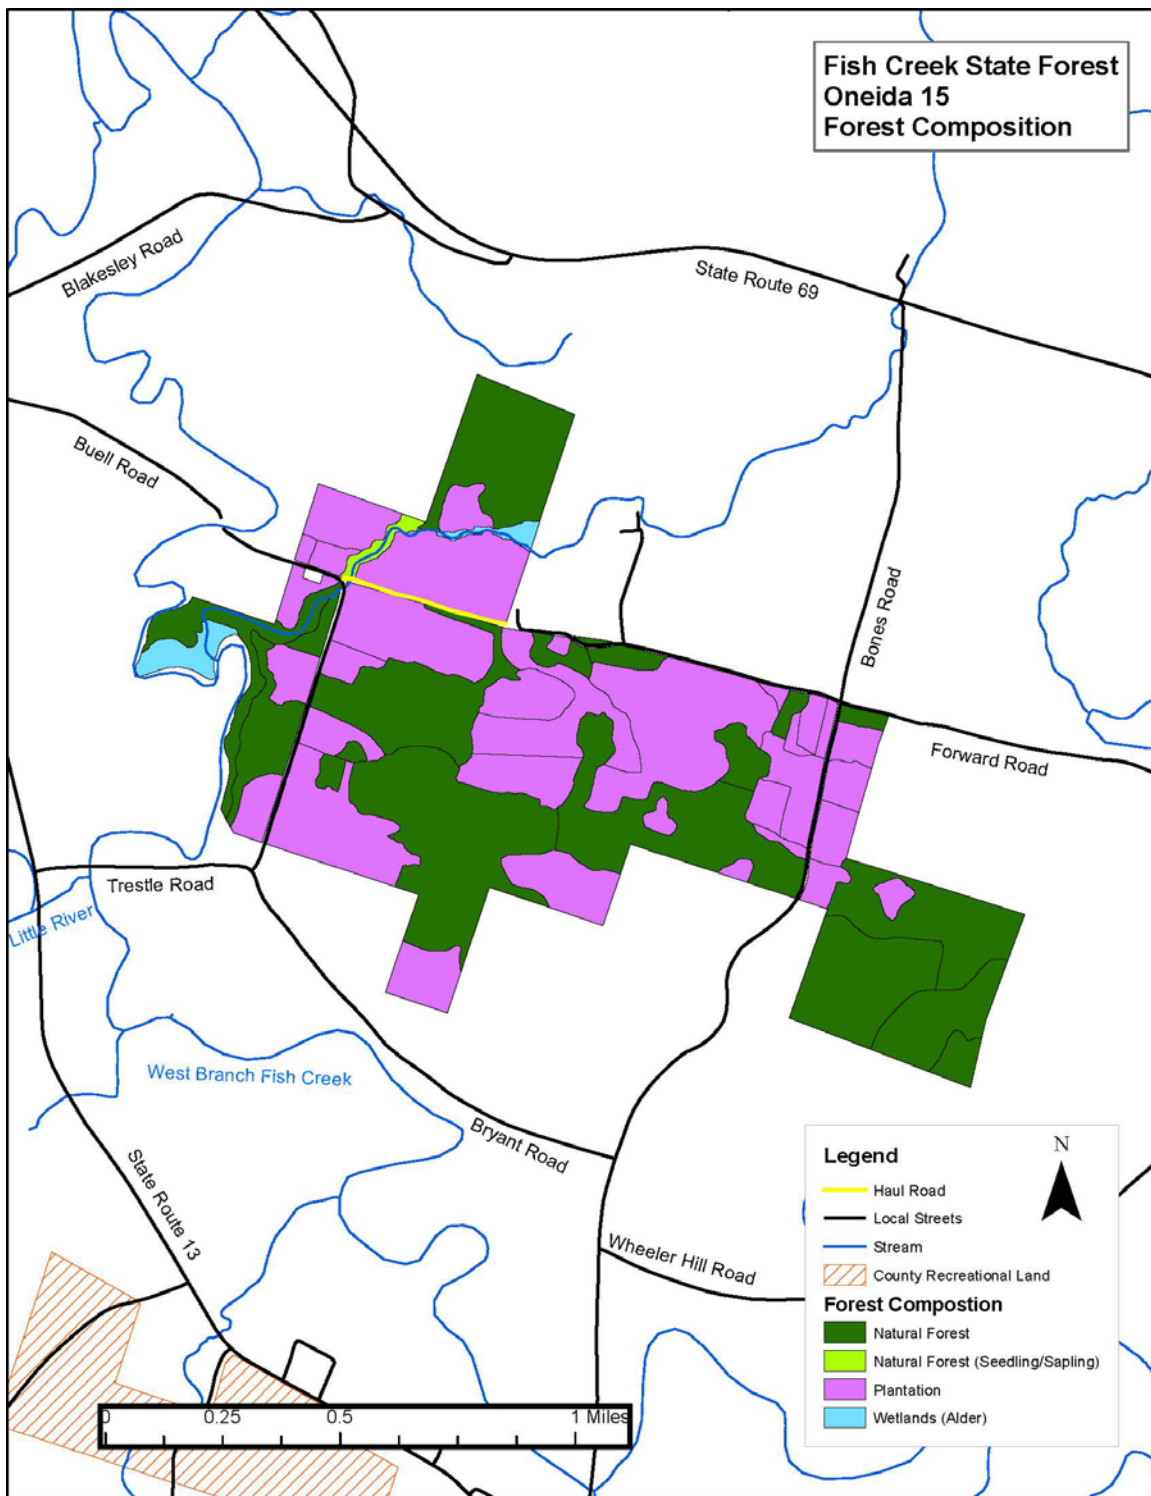 Fish Creek State Forest
Oneida 15
Forest Composition
Blakesley Road
State Route 69
Buell Road
Bones Road
Forward Road
Trestle Road
Little River
West Branch Fish Creek
Bryant Road
State Route 13
Wheeler Hill Road
Legend
N
Haul Road
Local Streets
Stream
County Recreational Land
Forest Compostion
Natural Forest
Natural Forest (Seedling/Sapling)
Plantation
Wetlands (Alder)
0 0.25 0.5 1 Miles